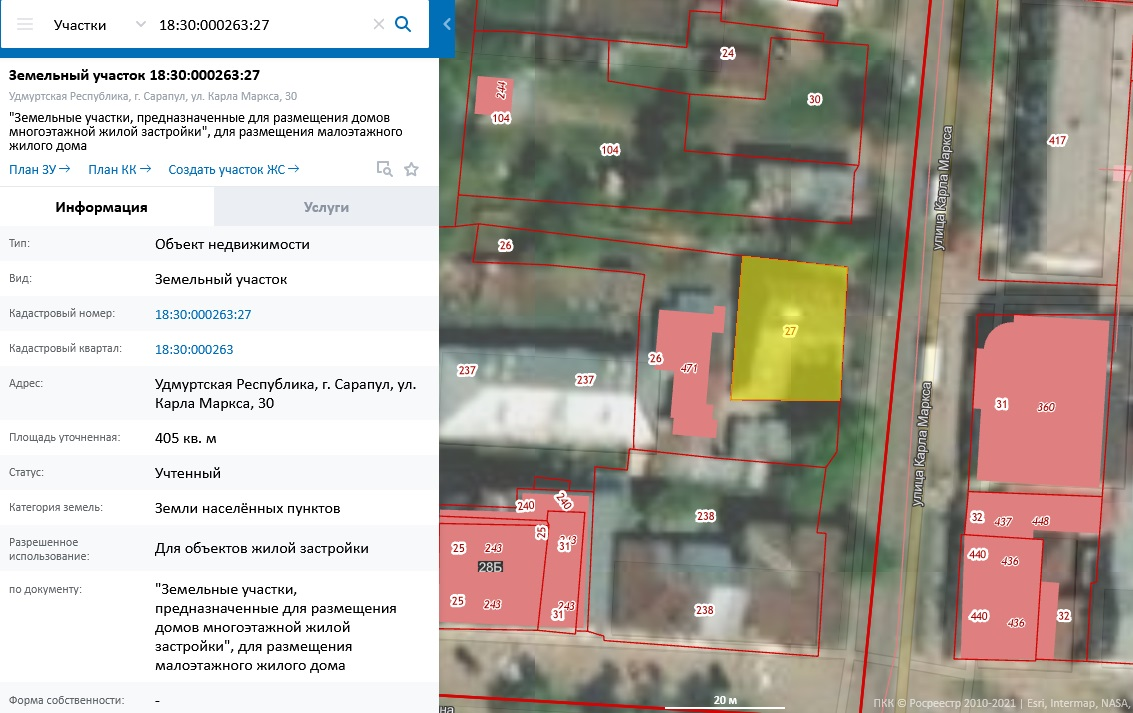 Участки
18:30:000263:27
Земельный участок 18:30:000263:27
Удмуртская Республика, г. Сарапул, ул. Карла Маркса, 30
"Земельные участки, предназначенные для размещения домов
многоэтажной жилой застройки", для размещения малоэтажного
жилого дома
План ЗУ→
План КК→
Создать участок ЖС→
Информация
Услуги
Тип:
Объект недвижимости
Вид:
Земельный участок
Кадастровый номер:
18:30:000263:27
Кадастровый квартал:
18:30:000263
Адрес:
Удмуртская Республика, г. Сарапул, ул.
Карла Маркса, 30
Площадь уточненная:
405 кв. м
Статус:
Учтенный
Категория земель:
Земли населённых пунктов
Разрешенное
использование:
Для объектов жилой застройки
по документу:
"Земельные участки,
предназначенные для размещения
домов многоэтажной жилой
застройки", для размещения
малоэтажного жилого дома
Форма собственности:
-
24
30
244
104
104
417
улица Карла Маркса
26
27
26
471
237
237
31
360
улица Карла Маркса
240
240
238
25
243
25
243
31
28Б
25
243
243
31
238
32
437
448
440
436
440
436
32
на
20 м
ПКК © Росреестр 2010-2021 | Esri, Intermap, NASA,